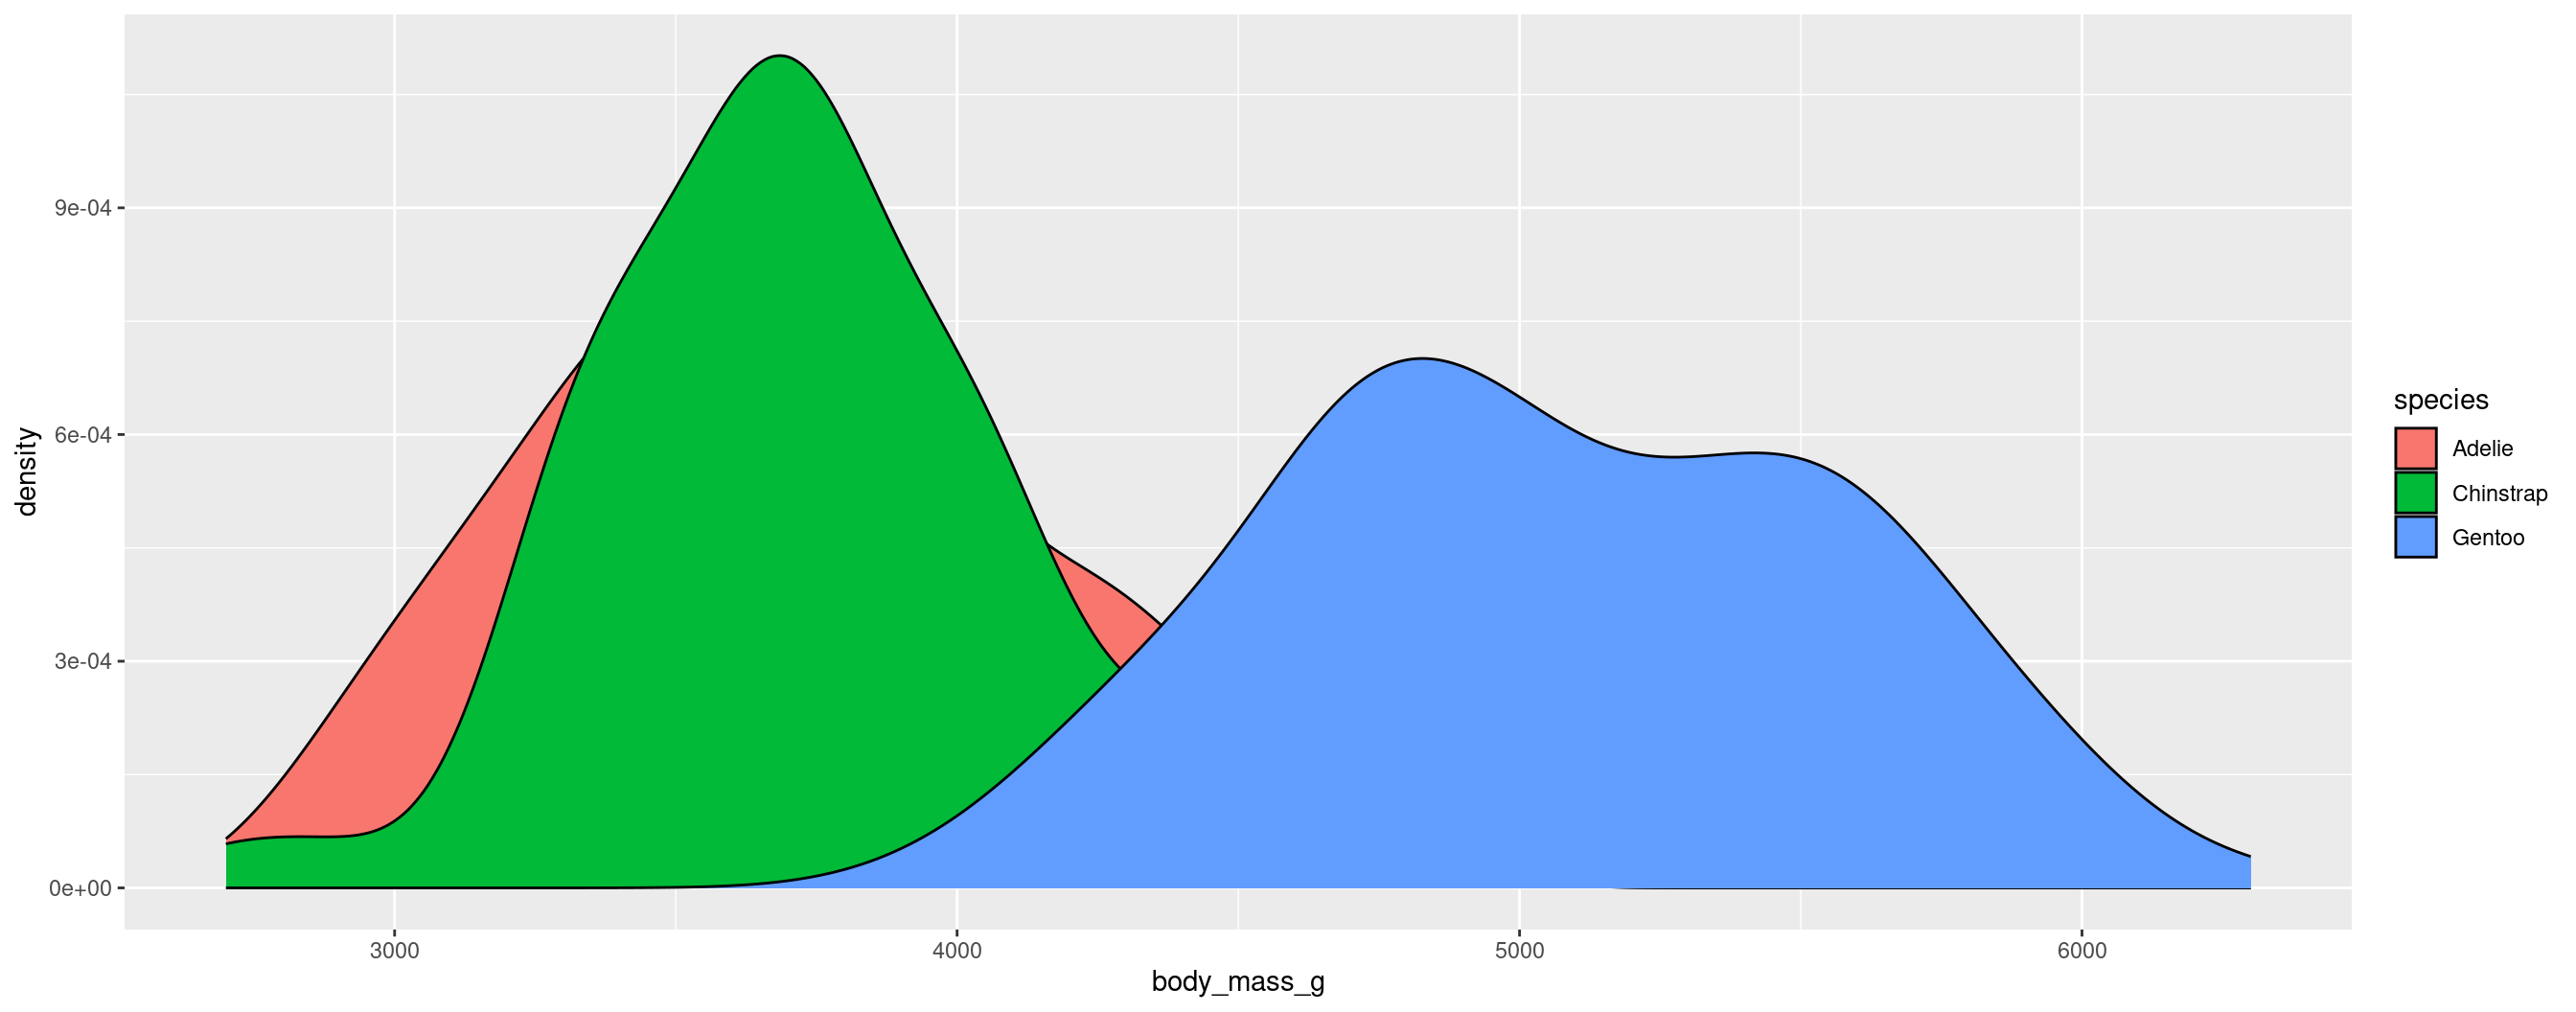 9e-04
6e-04
3e-04
0e+00
density
3000 4000 5000 6000
body_mass_g
species
Adelie
Chinstrap
Gentoo